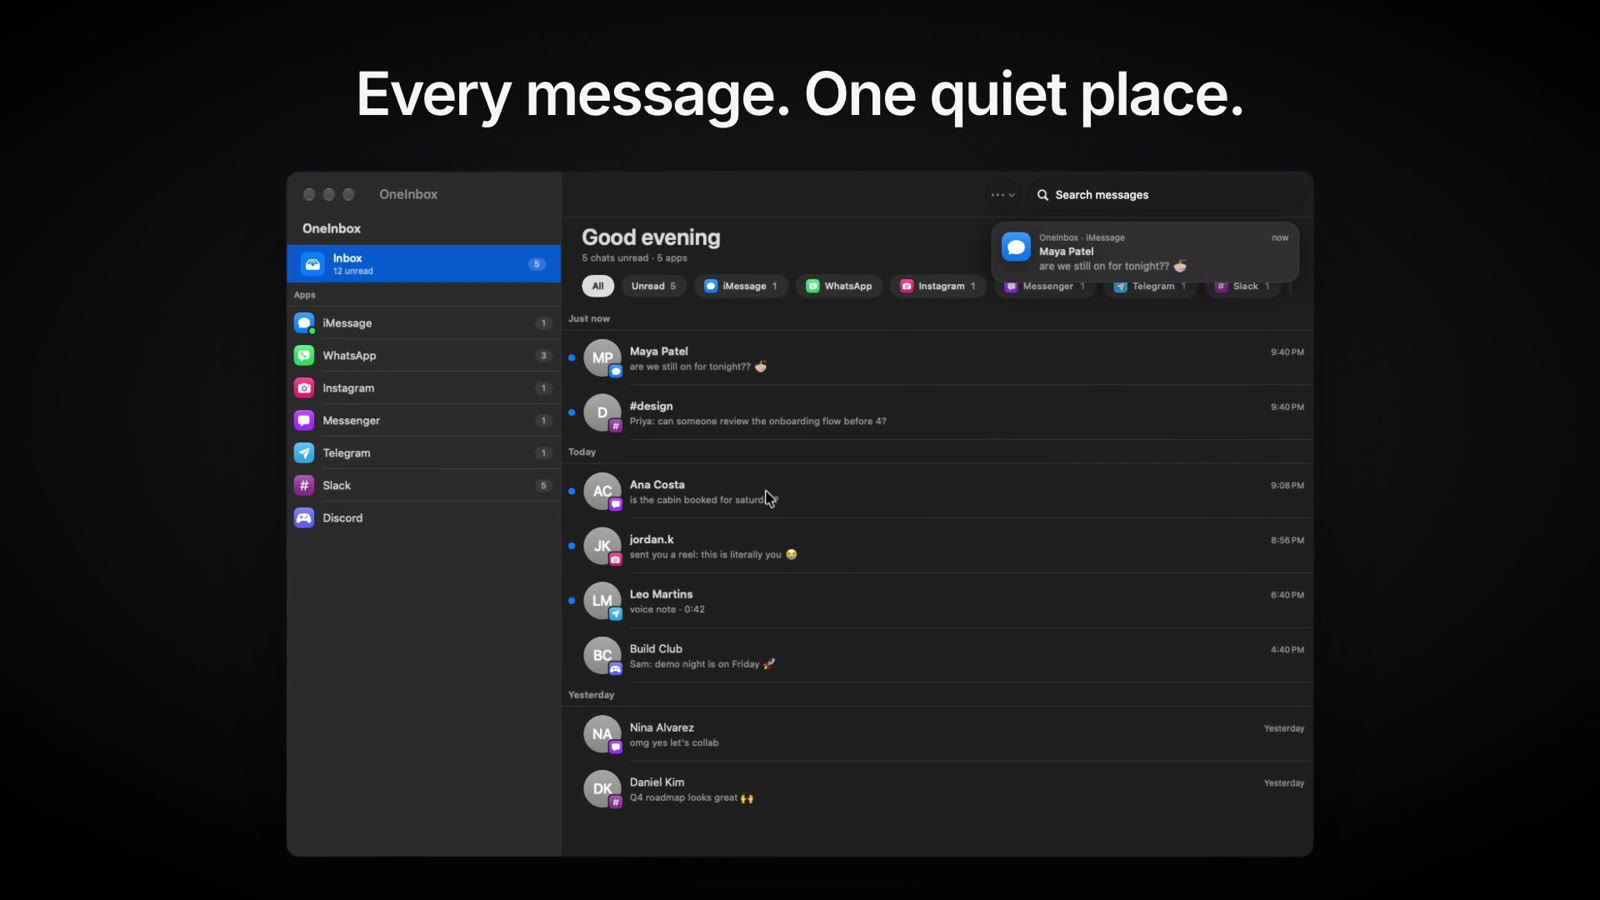 Every message. One quiet place.
OneInbox
Search messages
OneInbox
Inbox
12 unread
5
Apps
iMessage 1
WhatsApp 3
Instagram 1
Messenger 1
Telegram 1
Slack 5
Discord
Good evening
5 chats unread · 5 apps
OneInbox · iMessage now
Maya Patel
are we still on for tonight?? 🍜
All Unread 5 iMessage 1 WhatsApp Instagram 1 Messenger 1 Telegram 1 Slack 1
Just now
MP Maya Patel 9:40 PM
are we still on for tonight?? 🍜
D #design 9:40 PM
Priya: can someone review the onboarding flow before 4?
Today
AC Ana Costa 9:08 PM
is the cabin booked for saturd
JK jordan.k 8:56 PM
sent you a reel: this is literally you 😭
LM Leo Martins 6:40 PM
voice note · 0:42
BC Build Club 4:40 PM
Sam: demo night is on Friday 🚀
Yesterday
NA Nina Alvarez Yesterday
omg yes let's collab
DK Daniel Kim Yesterday
Q4 roadmap looks great 🙌